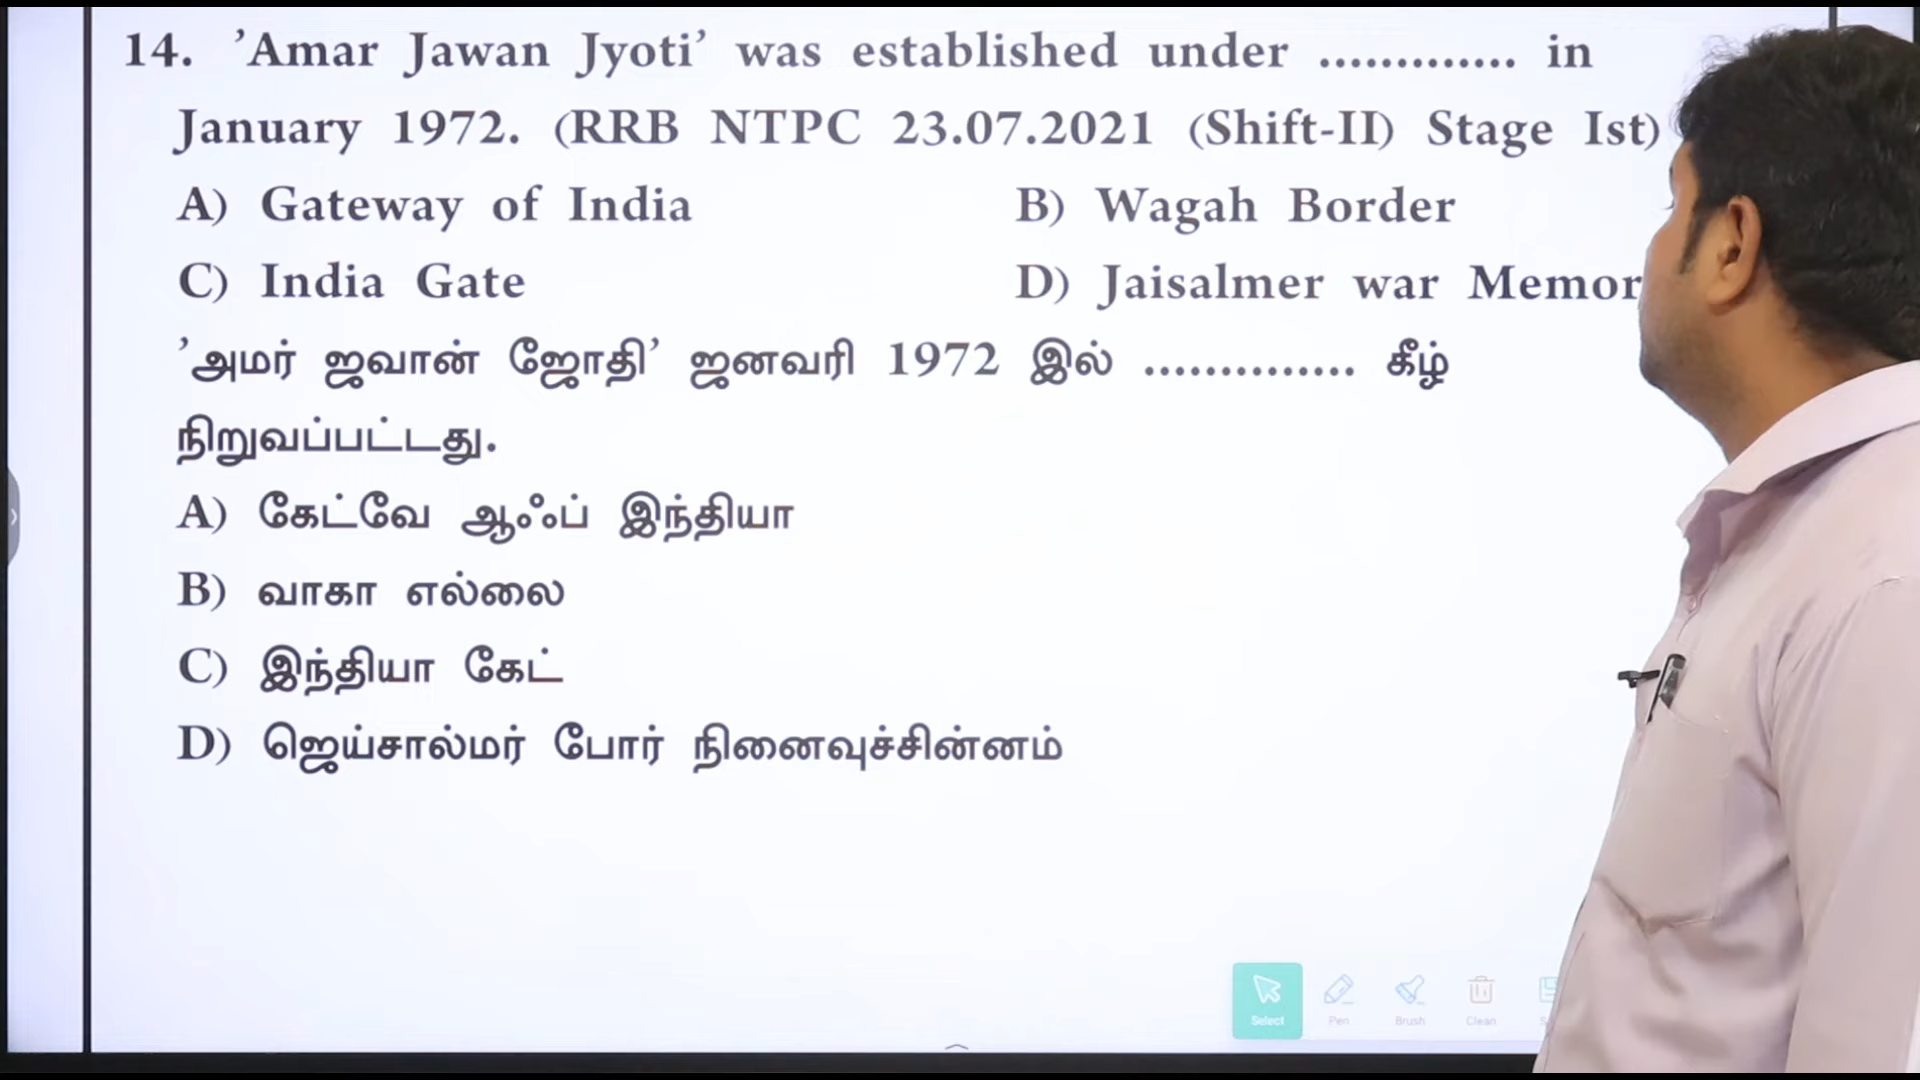 14. ’Amar Jawan Jyoti’ was established under ............. in
January 1972. (RRB NTPC 23.07.2021 (Shift-II) Stage Ist)
A) Gateway of India B) Wagah Border
C) India Gate D) Jaisalmer war
’அமர் ஜவான் ஜோதி’ ஜனவரி 1972 இல் .............. கீழ்
நிறுவப்பட்டது.
A) கேட்வே ஆஃப் இந்தியா
B) வாகா எல்லை
C) இந்தியா கேட்
D) ஜெய்சால்மர் போர் நினைவுச்சின்னம்
Select Pen Brush Clean